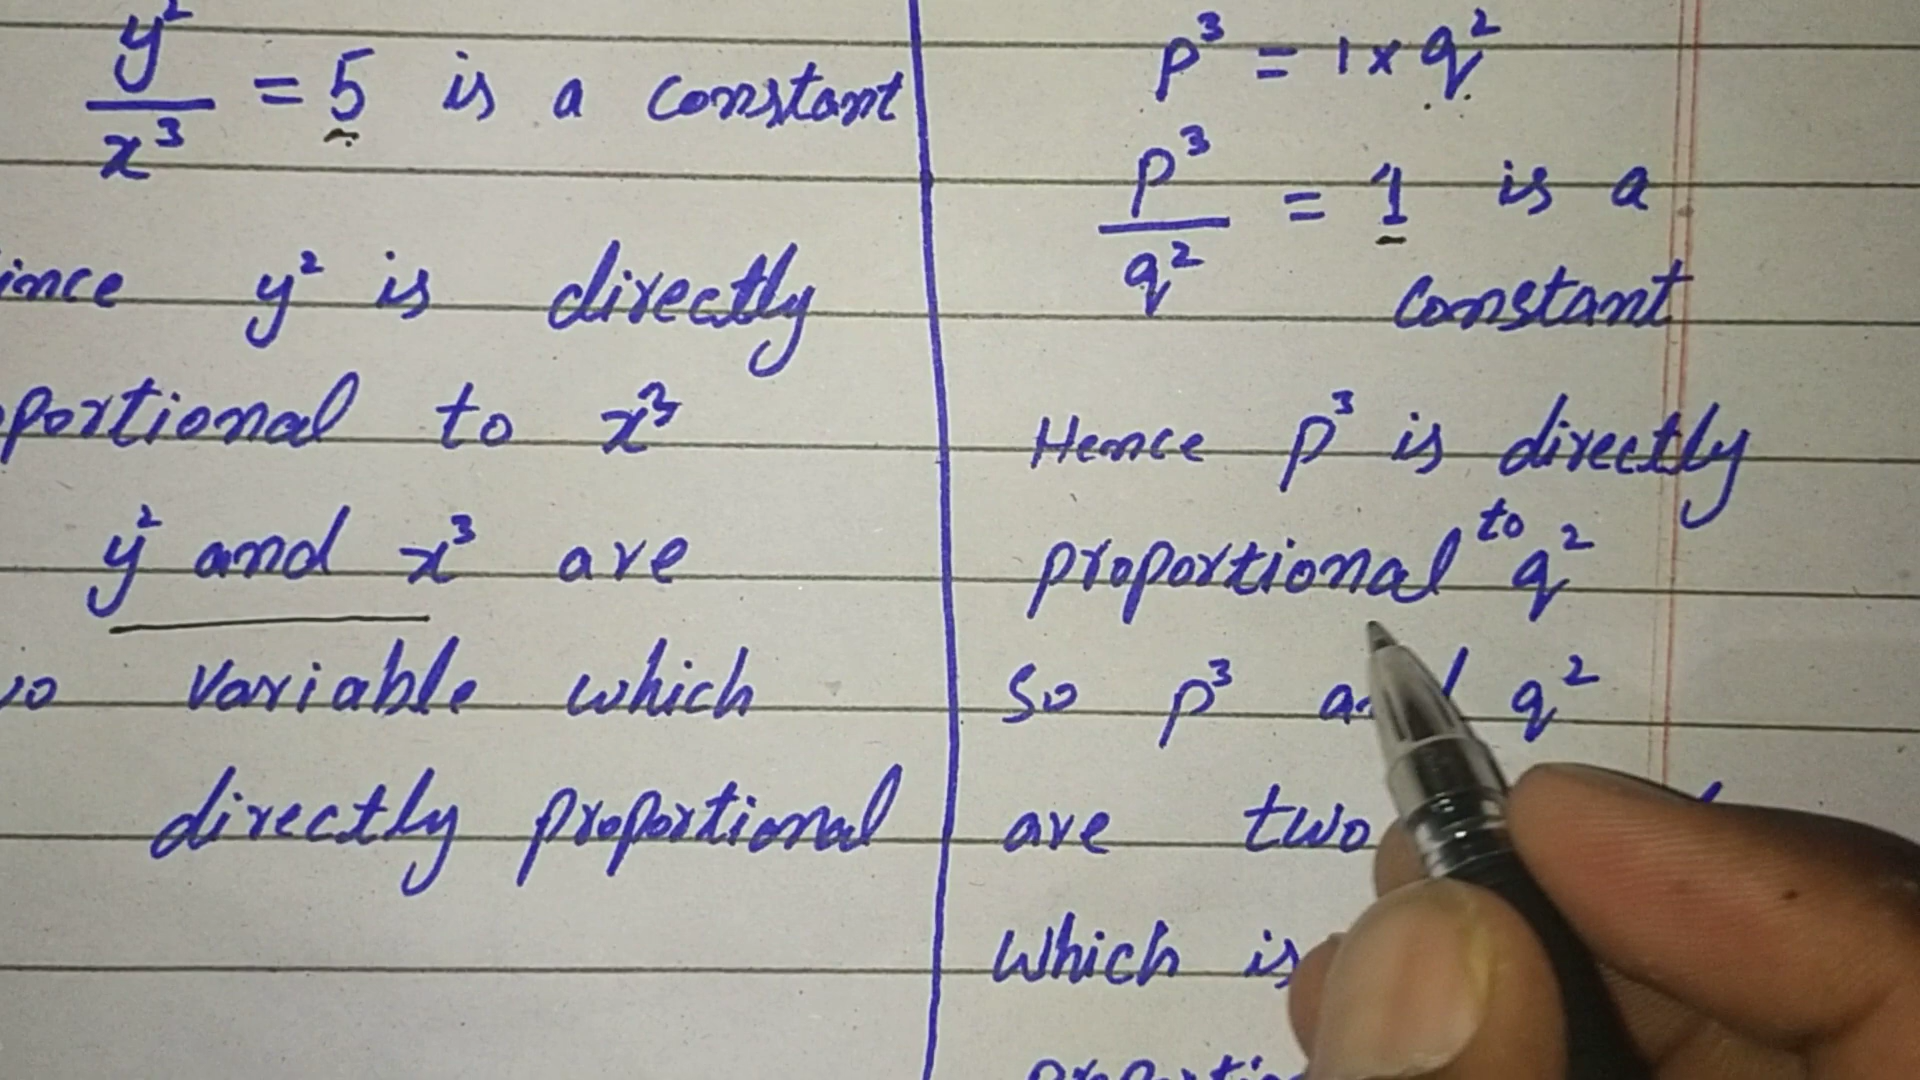 y²/x³ = 5 is a constant
ince y² is directly
portional to x³
y² and x³ are
variable which
directly proportional
p³ = 1 × q²
p³/q² = 1 is a
constant
Hence p³ is directly
proportional to q²
So p³ q²
are two
which is